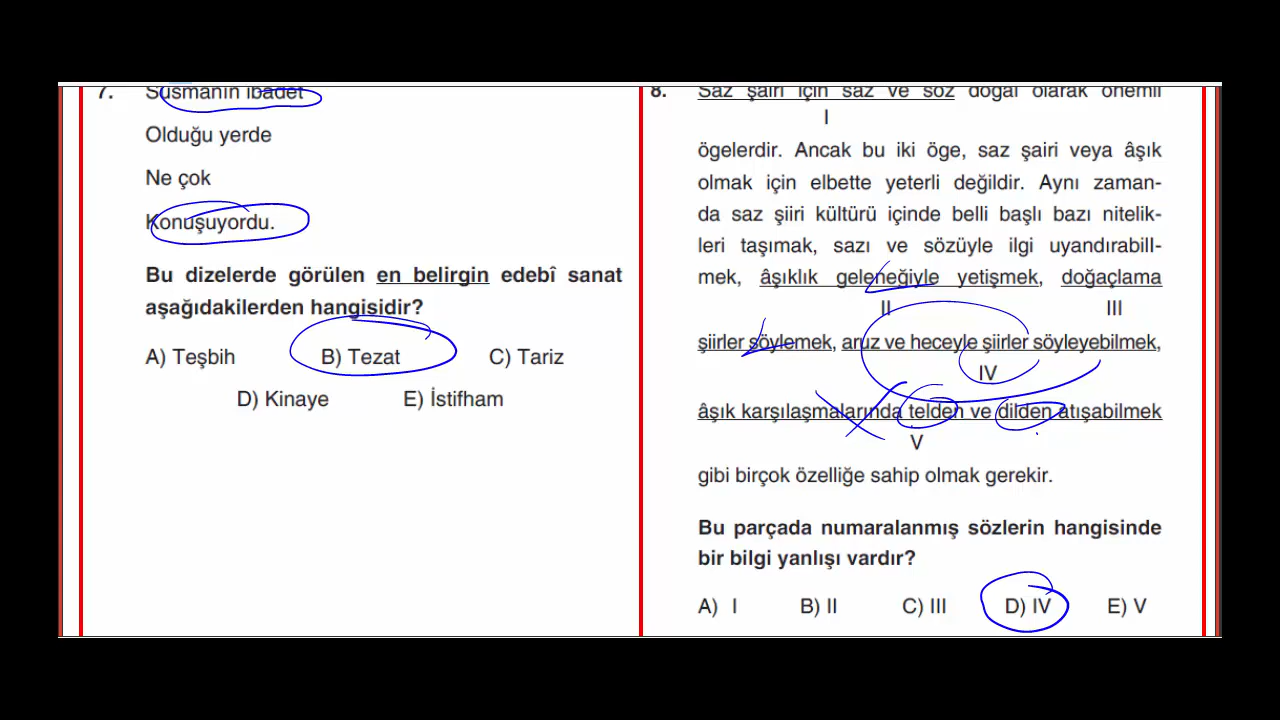 7. Susmanın ibadet
Olduğu yerde
Ne çok
Konuşuyordu.
Bu dizelerde görülen en belirgin edebî sanat
aşağıdakilerden hangisidir?
A) Teşbih B) Tezat C) Tariz
D) Kinaye E) İstifham
8. Saz şairi için saz ve söz doğal olarak önemli
I
ögelerdir. Ancak bu iki öge, saz şairi veya âşık
olmak için elbette yeterli değildir. Aynı zaman-
da saz şiiri kültürü içinde belli başlı bazı nitelik-
leri taşımak, sazı ve sözüyle ilgi uyandırabill-
mek, âşıklık geleneğiyle yetişmek, doğaçlama
II III
şiirler söylemek, aruz ve heceyle şiirler söyleyebilmek,
IV
âşık karşılaşmalarında telden ve dilden atışabilmek
V
gibi birçok özelliğe sahip olmak gerekir.
Bu parçada numaralanmış sözlerin hangisinde
bir bilgi yanlışı vardır?
A) I B) II C) III D) IV E) V